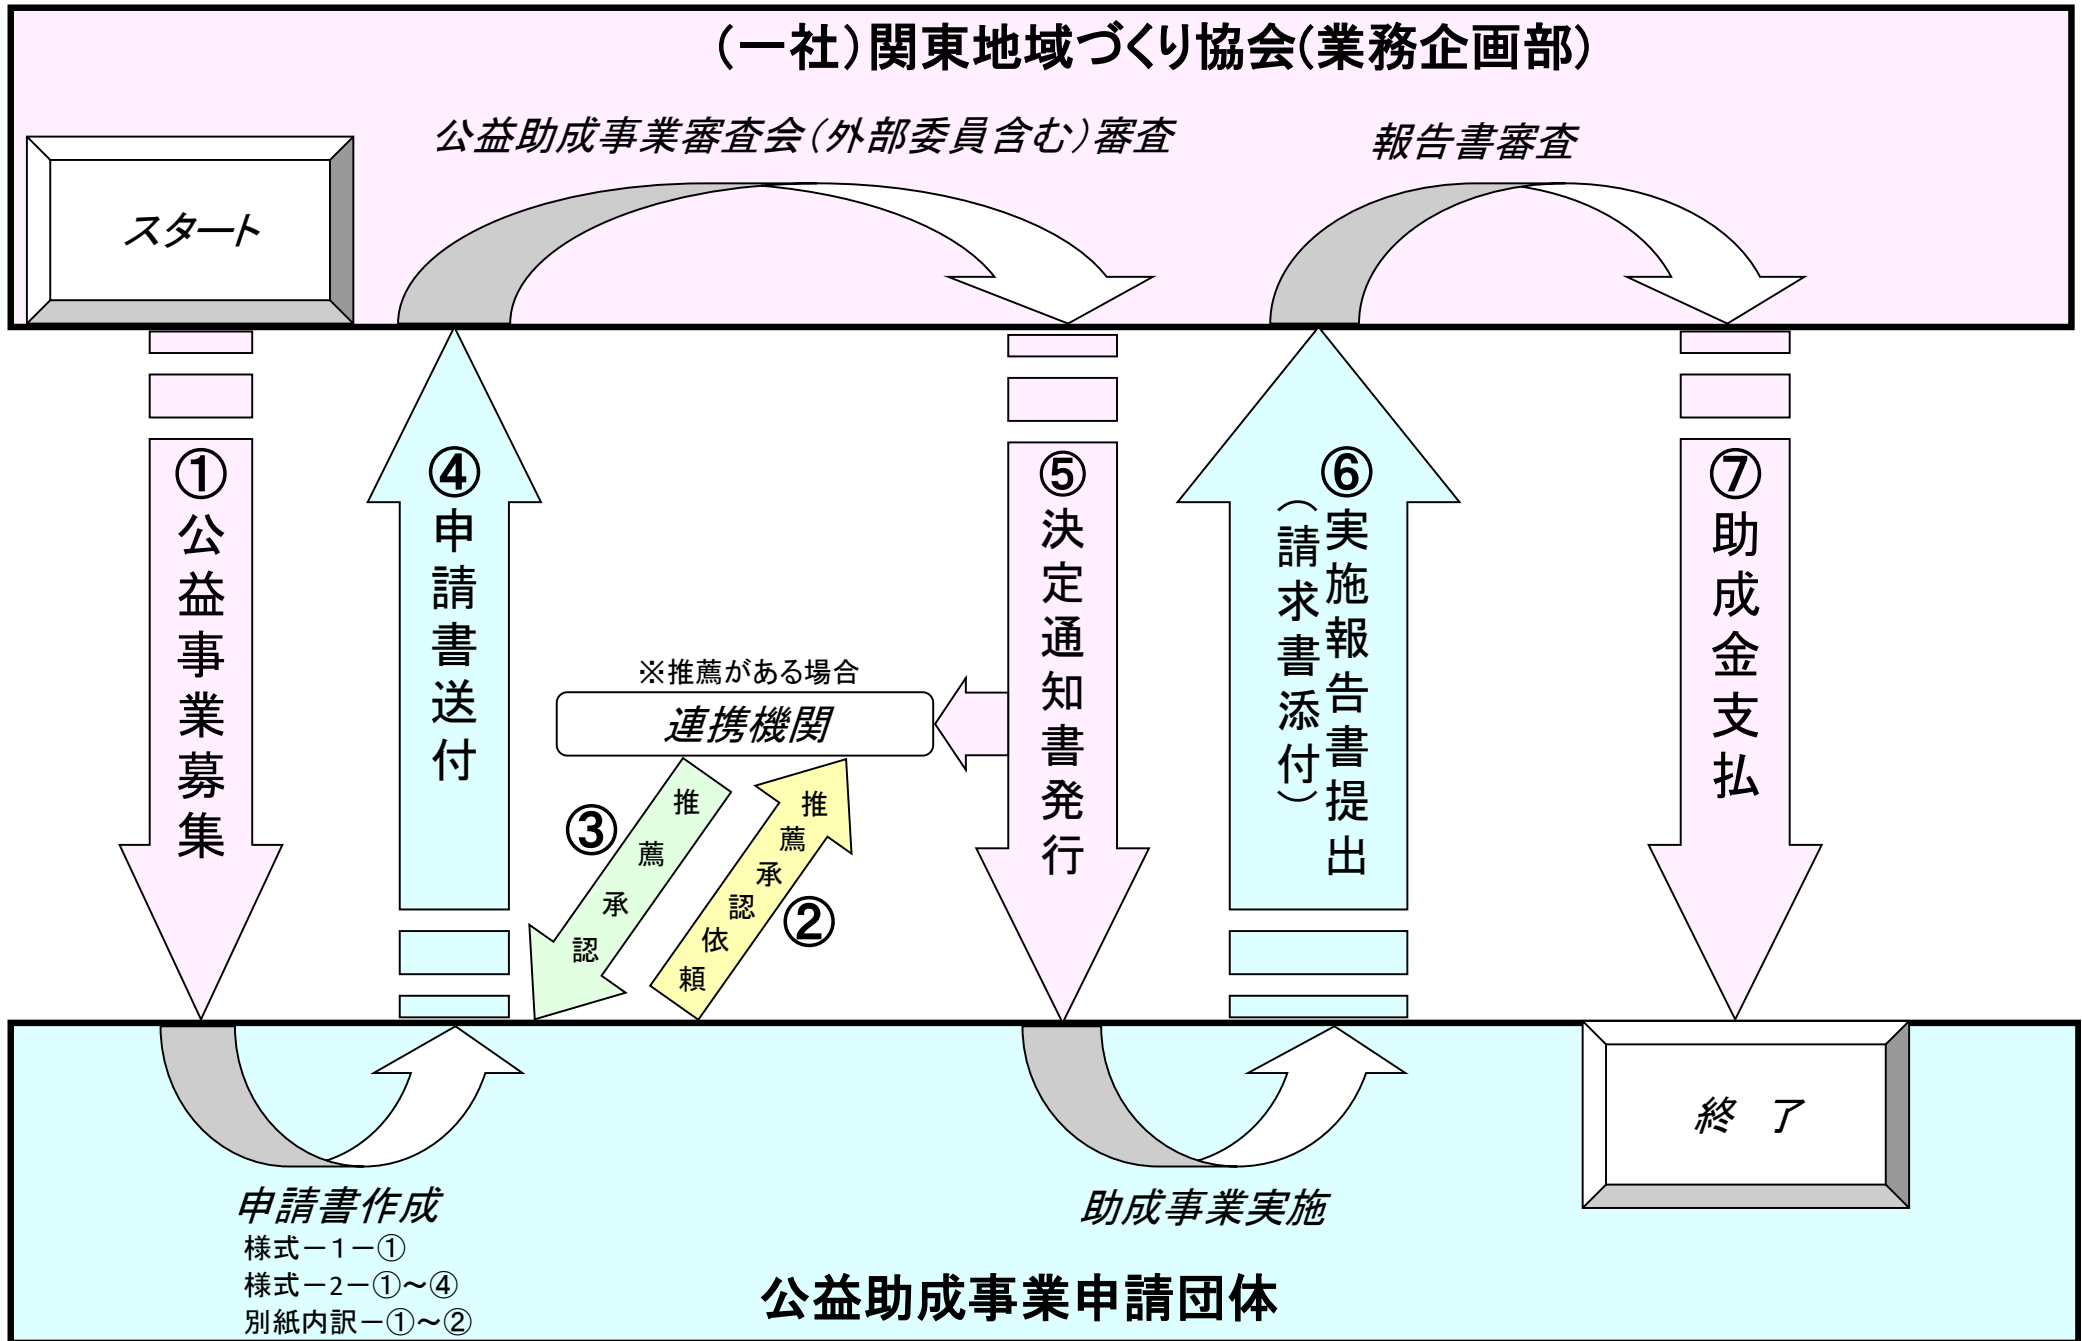 （一社）関東地域づくり協会(業務企画部)
公益助成事業審査会（外部委員含む）審査
報告書審査
スタート
①公益事業募集
④申請書送付
※推薦がある場合
連携機関
③
推薦承認
推薦承認依頼
②
⑤決定通知書発行
⑥実施報告書提出
（請求書添付）
⑦助成金支払
申請書作成
様式－１－①
様式－2－①～④
別紙内訳－①～②
助成事業実施
終　了
公益助成事業申請団体